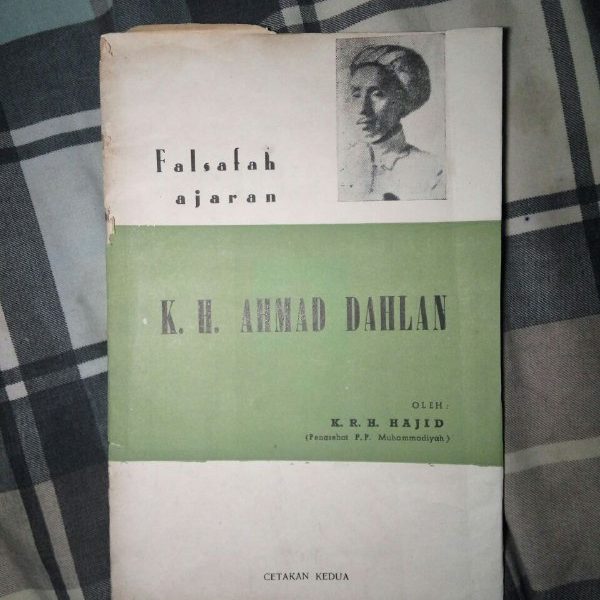 Falsafah
ajaran
K. H. AHMAD DAHLAN
OLEH :
K. R. H. HAJID
(Penasehat P.P. Muhammadiyah)
CETAKAN KEDUA